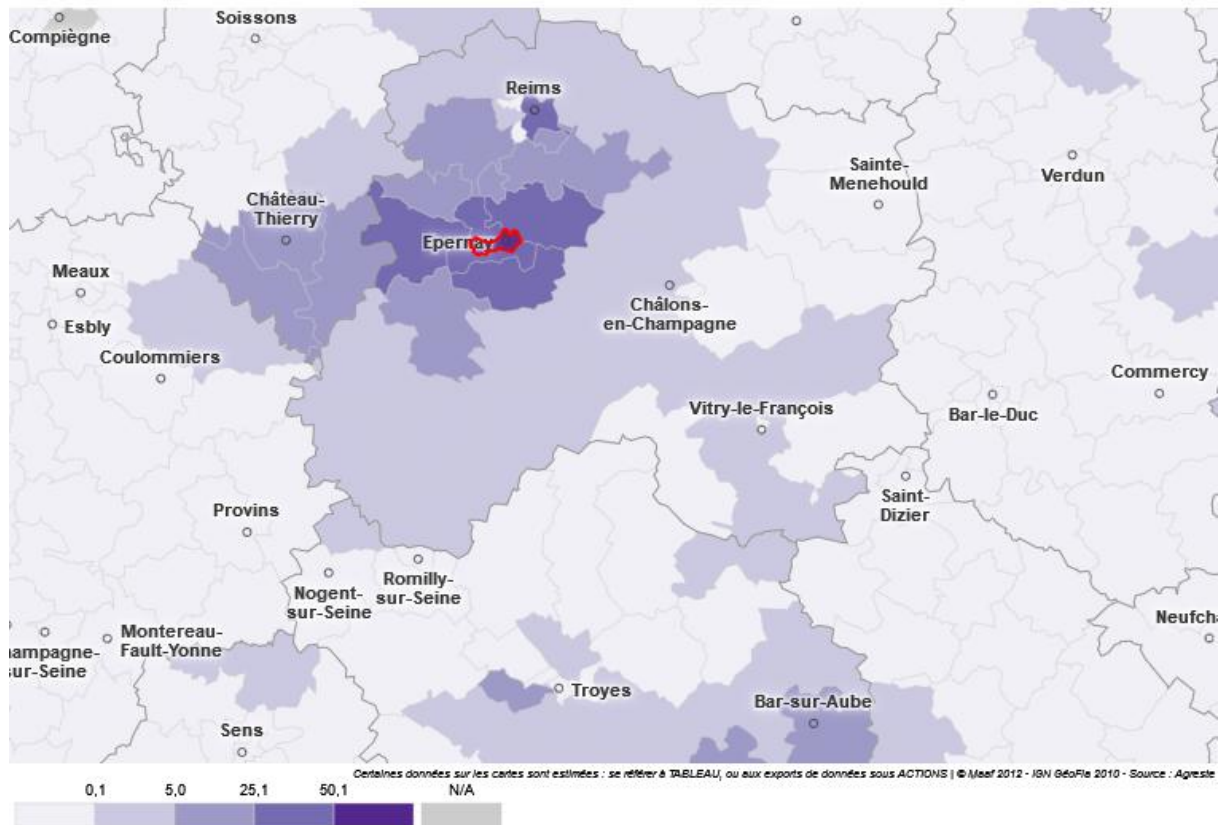 Soissons
Compiègne
Reims
Sainte-
Menehould
Verdun
Château-
Thierry
Epernay
Meaux
Esbly
Châlons-
en-Champagne
Coulommiers
Commercy
Vitry-le-François
Bar-le-Duc
Saint-
Dizier
Provins
Nogent-
sur-Seine
Romilly-
sur-Seine
Montereau-
Fault-Yonne
ampagne-
sur-Seine
Neufcha
Troyes
Bar-sur-Aube
Sens
Certaines données sur les cartes sont estimées : se référer à TABLEAU, ou aux exports de données sous ACTIONS | © Maaf 2012 - IGN GéoFla 2010 - Source : Agreste
0,1 5,0 25,1 50,1 N/A